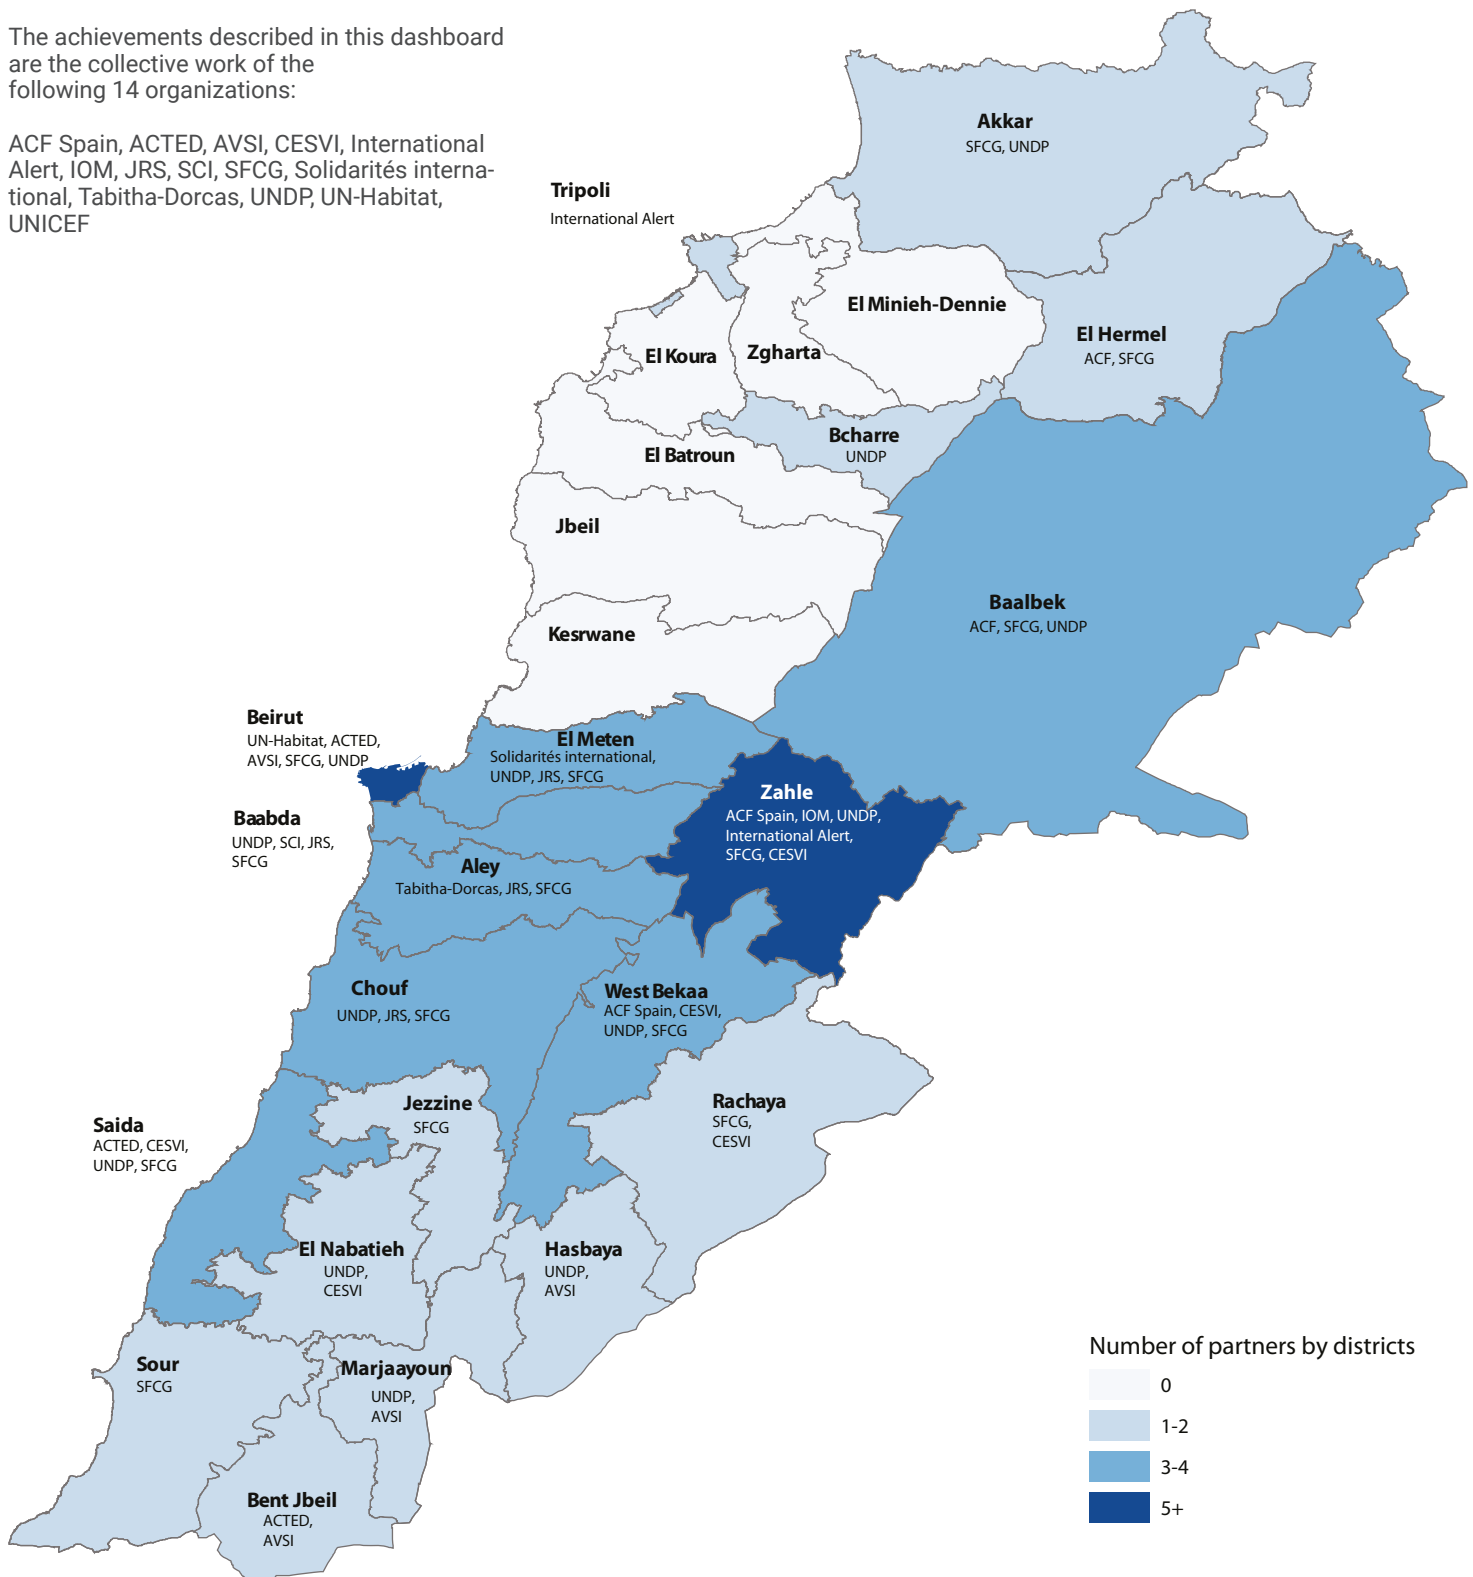 The achievements described in this dashboard
are the collective work of the
following 14 organizations:
ACF Spain, ACTED, AVSI, CESVI, International
Alert, IOM, JRS, SCI, SFCG, Solidarités interna-
tional, Tabitha-Dorcas, UNDP, UN-Habitat,
UNICEF
Akkar
SFCG, UNDP
Tripoli
International Alert
El Minieh-Dennie
El Hermel
ACF, SFCG
El Koura
Zgharta
Bcharre
UNDP
El Batroun
Jbeil
Baalbek
ACF, SFCG, UNDP
Kesrwane
Beirut
UN-Habitat, ACTED,
AVSI, SFCG, UNDP
El Meten
Solidarités international,
UNDP, JRS, SFCG
Zahle
ACF Spain, IOM, UNDP,
International Alert,
SFCG, CESVI
Baabda
UNDP, SCI, JRS,
SFCG
Aley
Tabitha-Dorcas, JRS, SFCG
Chouf
UNDP, JRS, SFCG
West Bekaa
ACF Spain, CESVI,
UNDP, SFCG
Jezzine
SFCG
Rachaya
SFCG,
CESVI
Saida
ACTED, CESVI,
UNDP, SFCG
El Nabatieh
UNDP,
CESVI
Hasbaya
UNDP,
AVSI
Sour
SFCG
Marjaayoun
UNDP,
AVSI
Bent Jbeil
ACTED,
AVSI
Number of partners by districts
0
1-2
3-4
5+